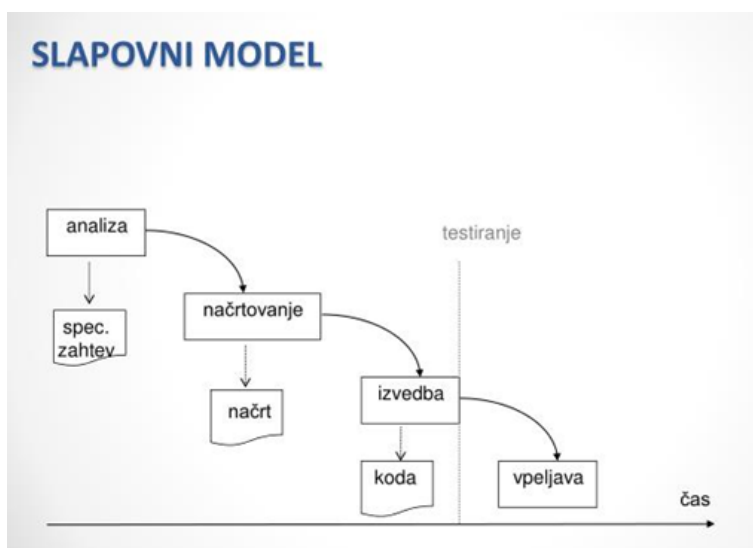 SLAPOVNI MODEL
analiza
testiranje
spec.
zahtev
načrtovanje
načrt
izvedba
koda
vpeljava
čas